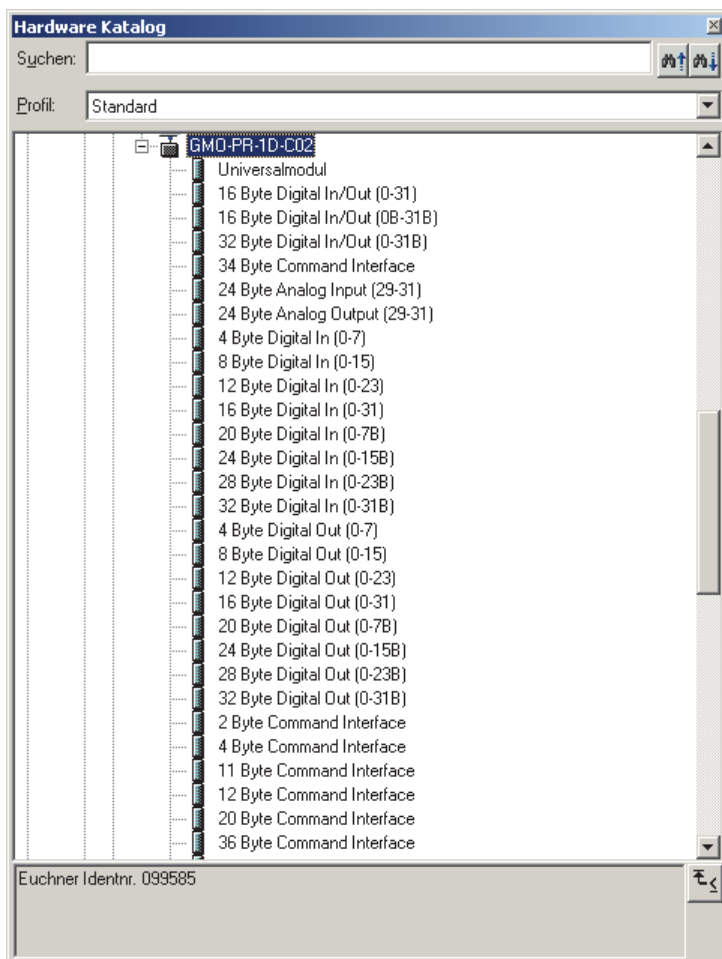 Hardware Katalog
Suchen:
Profil: Standard
GMO-PR-1D-C02
Universalmodul
16 Byte Digital In/Out (0-31)
16 Byte Digital In/Out (0B-31B)
32 Byte Digital In/Out (0-31B)
34 Byte Command Interface
24 Byte Analog Input (29-31)
24 Byte Analog Output (29-31)
4 Byte Digital In (0-7)
8 Byte Digital In (0-15)
12 Byte Digital In (0-23)
16 Byte Digital In (0-31)
20 Byte Digital In (0-7B)
24 Byte Digital In (0-15B)
28 Byte Digital In (0-23B)
32 Byte Digital In (0-31B)
4 Byte Digital Out (0-7)
8 Byte Digital Out (0-15)
12 Byte Digital Out (0-23)
16 Byte Digital Out (0-31)
20 Byte Digital Out (0-7B)
24 Byte Digital Out (0-15B)
28 Byte Digital Out (0-23B)
32 Byte Digital Out (0-31B)
2 Byte Command Interface
4 Byte Command Interface
11 Byte Command Interface
12 Byte Command Interface
20 Byte Command Interface
36 Byte Command Interface
Euchner Identnr. 099585